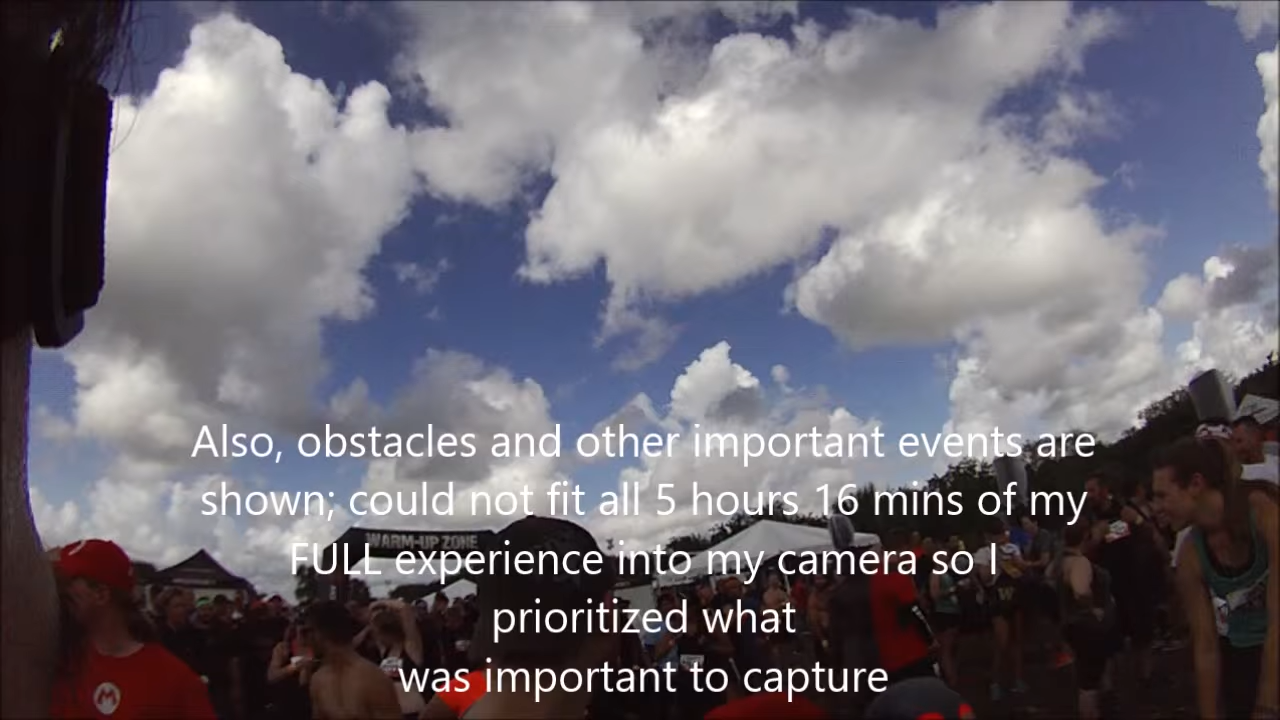 WARM-UP ZONE
Also, obstacles and other important events are
shown; could not fit all 5 hours 16 mins of my
FULL experience into my camera so I
prioritized what
was important to capture
M